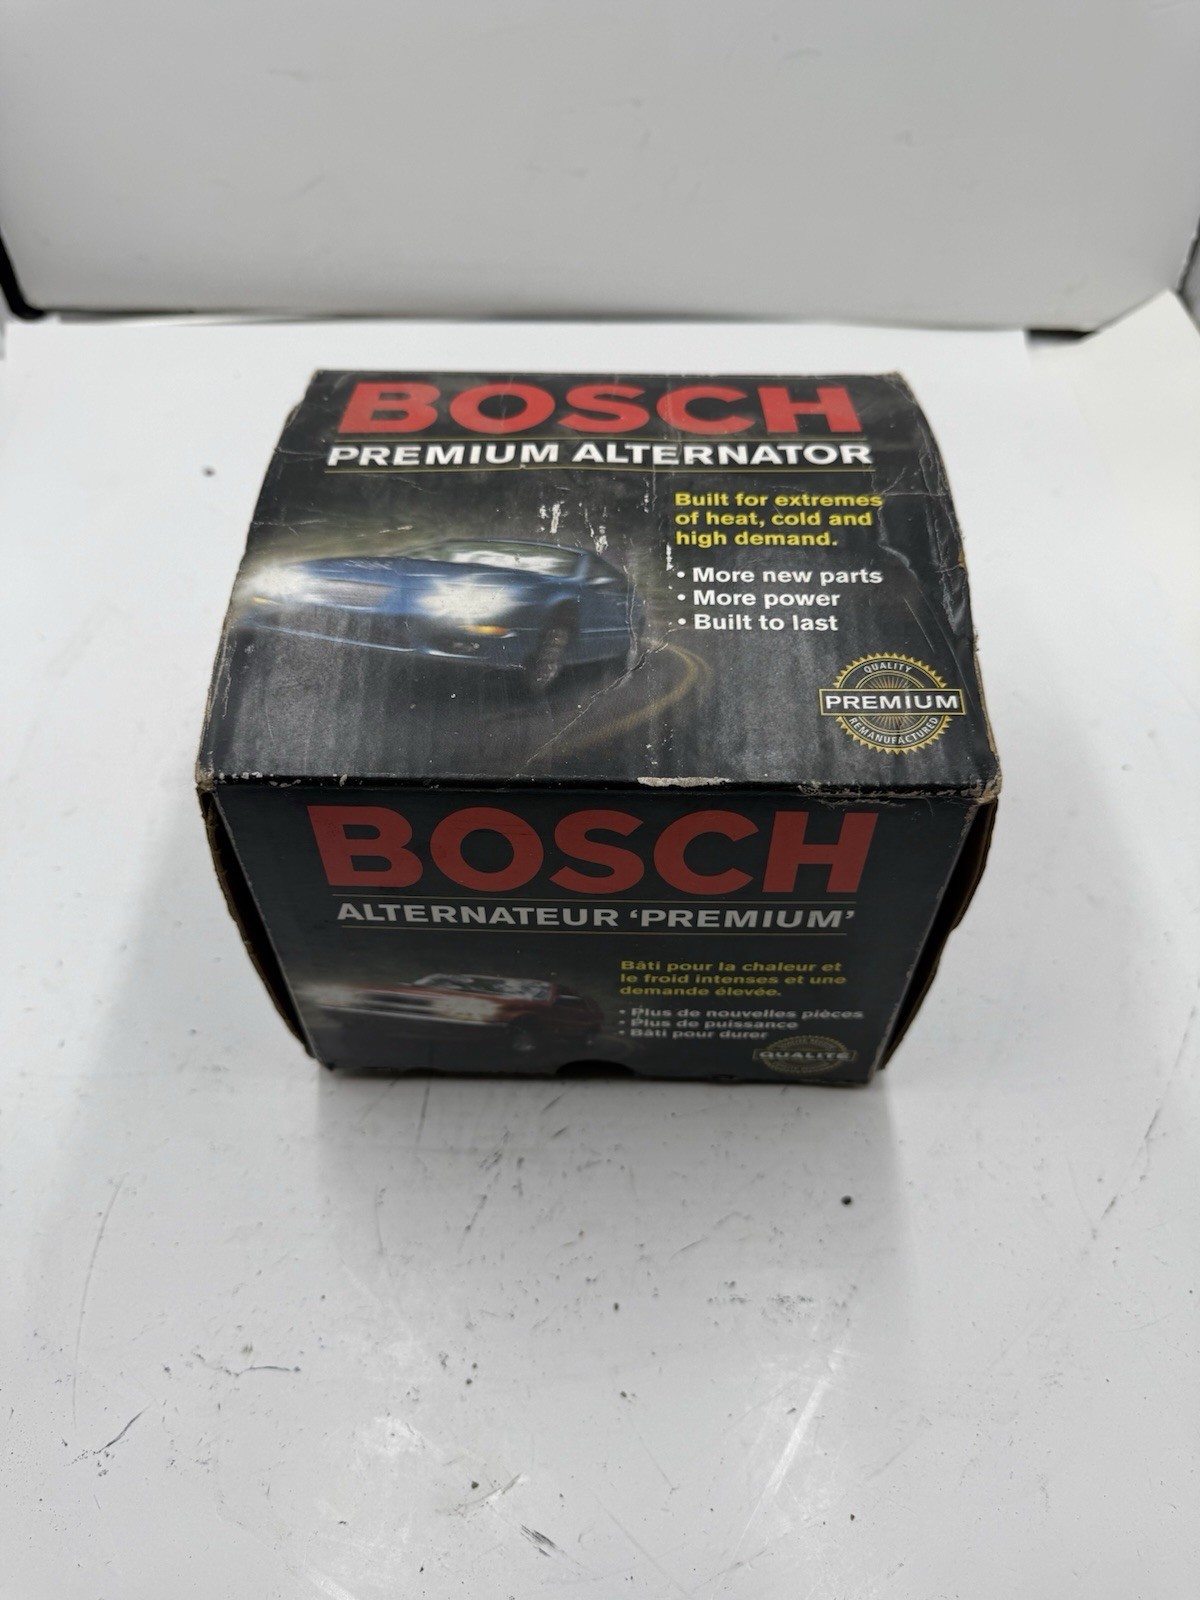 BOSCH
PREMIUM ALTERNATOR
Built for extremes
of heat, cold and
high demand.
• More new parts
• More power
• Built to last
QUALITY
PREMIUM
REMANUFACTURED
BOSCH
ALTERNATEUR ‘PREMIUM’
Bâti pour la chaleur et
le froid intenses et une
demande élevée.
• Plus de nouvelles pièces
• Plus de puissance
• Bâti pour durer
QUALITÉ